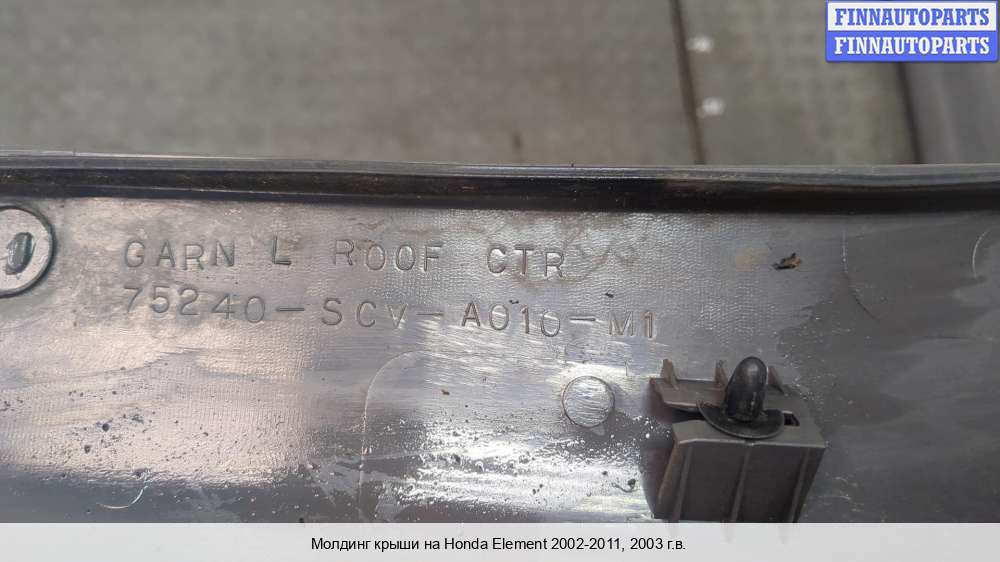 FINNAUTOPARTS
FINNAUTOPARTS
GARN L ROOF CTR
75240-SCV-A010-M1
Молдинг крыши на Honda Element 2002-2011, 2003 г.в.